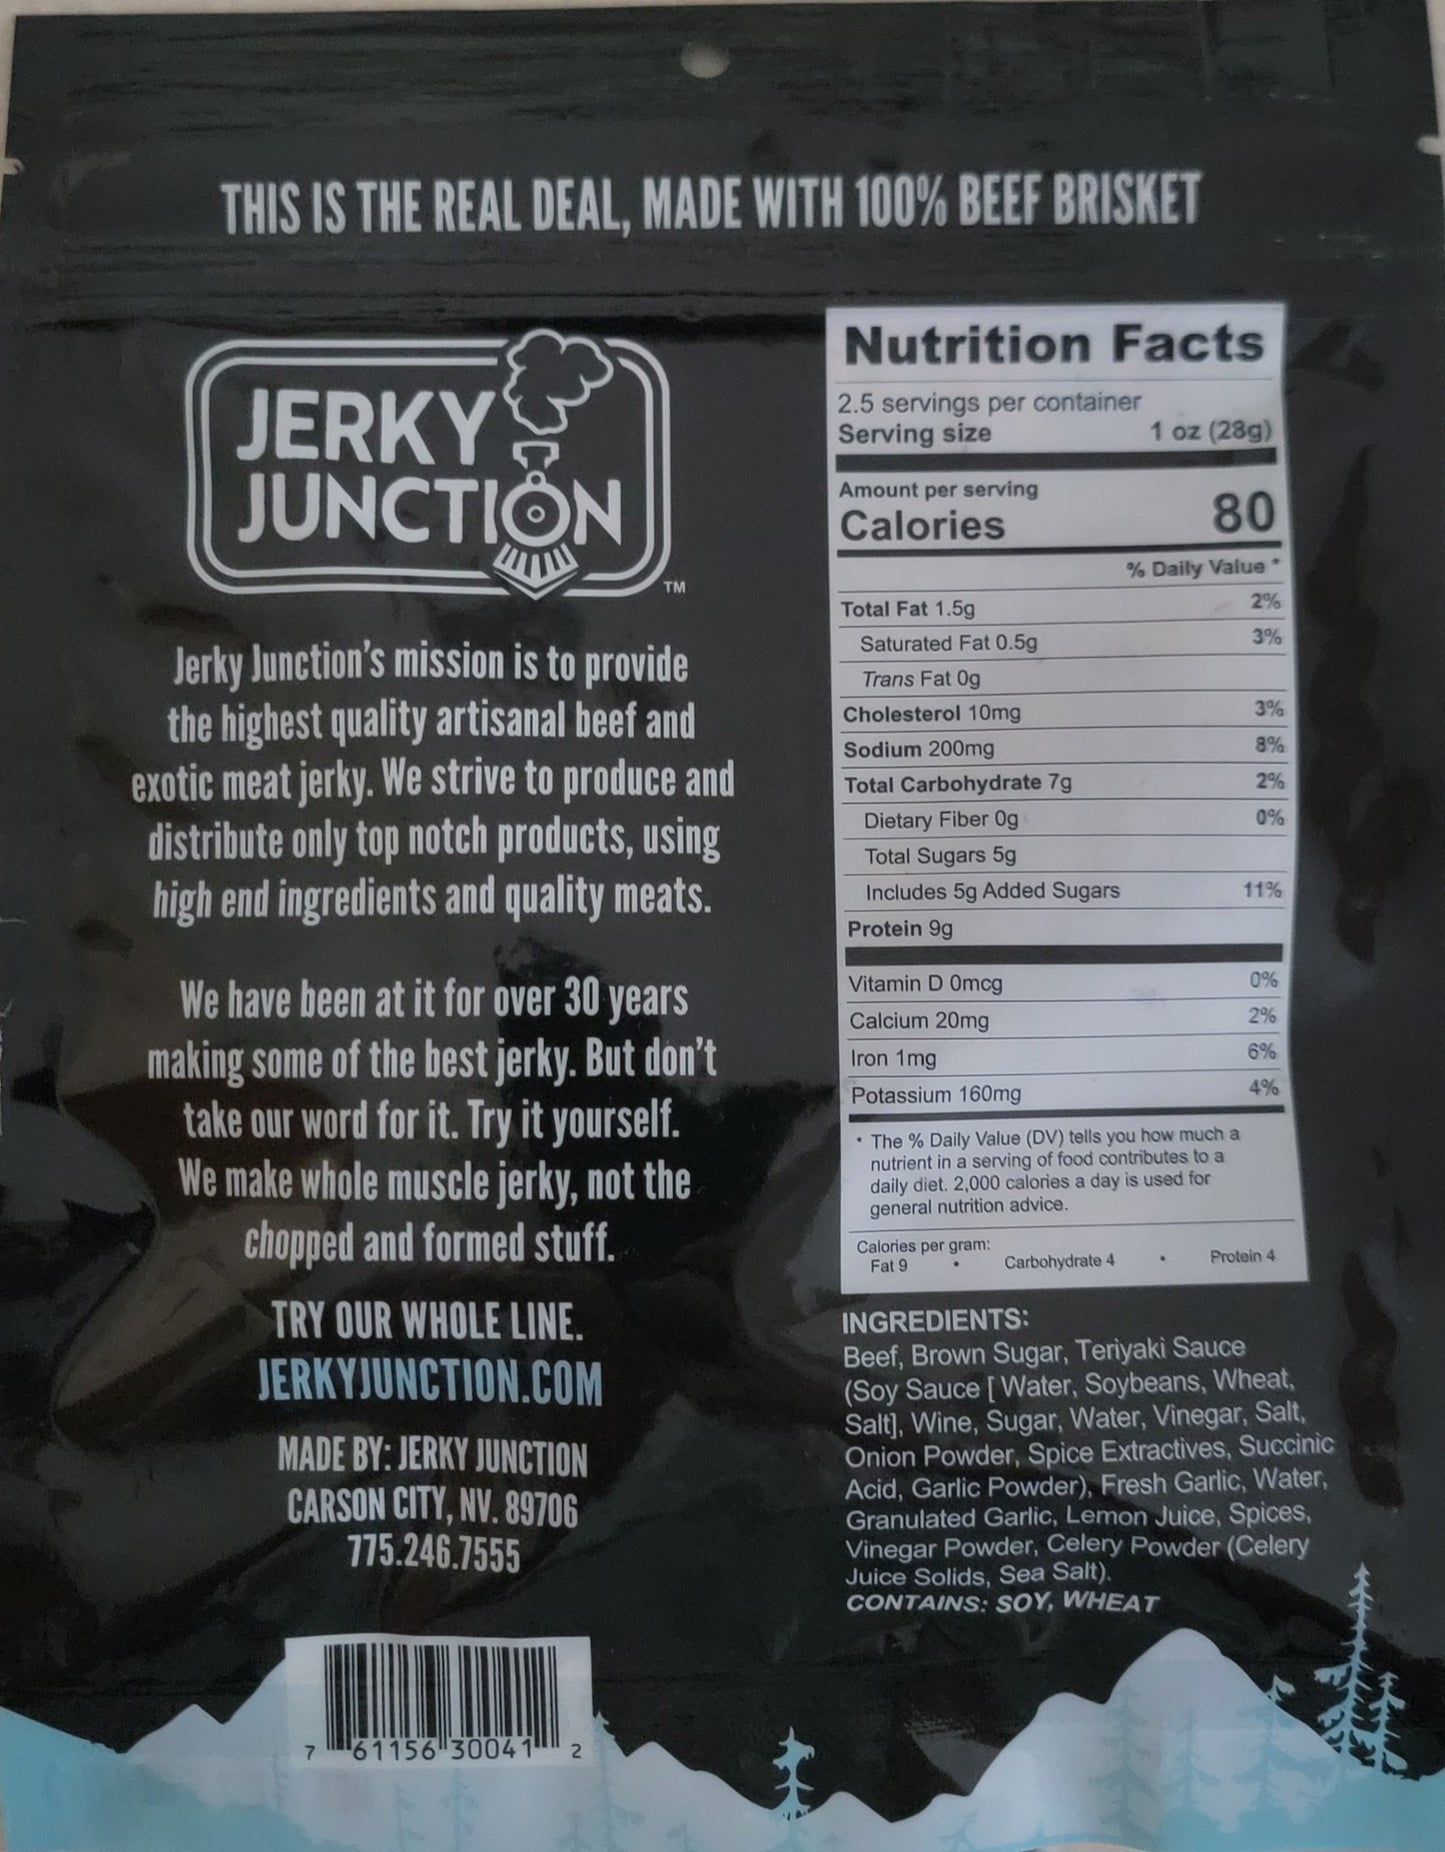 THIS IS THE REAL DEAL, MADE WITH 100% BEEF BRISKET
JERKY
JUNCTION
TM
Jerky Junction's mission is to provide
the highest quality artisanal beef and
exotic meat jerky. We strive to produce and
distribute only top notch products, using
high end ingredients and quality meats.
We have been at it for over 30 years
making some of the best jerky. But don't
take our word for it. Try it yourself.
We make whole muscle jerky, not the
chopped and formed stuff.
TRY OUR WHOLE LINE.
JERKYJUNCTION.COM
MADE BY: JERKY JUNCTION
CARSON CITY, NV. 89706
775.246.7555
7 61156 30041 2
Nutrition Facts
2.5 servings per container
Serving size 1 oz (28g)
Amount per serving
Calories 80
% Daily Value *
Total Fat 1.5g 2%
Saturated Fat 0.5g 3%
Trans Fat 0g
Cholesterol 10mg 3%
Sodium 200mg 8%
Total Carbohydrate 7g 2%
Dietary Fiber 0g 0%
Total Sugars 5g
Includes 5g Added Sugars 11%
Protein 9g
Vitamin D 0mcg 0%
Calcium 20mg 2%
Iron 1mg 6%
Potassium 160mg 4%
* The % Daily Value (DV) tells you how much a
nutrient in a serving of food contributes to a
daily diet. 2,000 calories a day is used for
general nutrition advice.
Calories per gram:
Fat 9 • Carbohydrate 4 • Protein 4
INGREDIENTS:
Beef, Brown Sugar, Teriyaki Sauce
(Soy Sauce [ Water, Soybeans, Wheat,
Salt], Wine, Sugar, Water, Vinegar, Salt,
Onion Powder, Spice Extractives, Succinic
Acid, Garlic Powder), Fresh Garlic, Water,
Granulated Garlic, Lemon Juice, Spices,
Vinegar Powder, Celery Powder (Celery
Juice Solids, Sea Salt).
CONTAINS: SOY, WHEAT